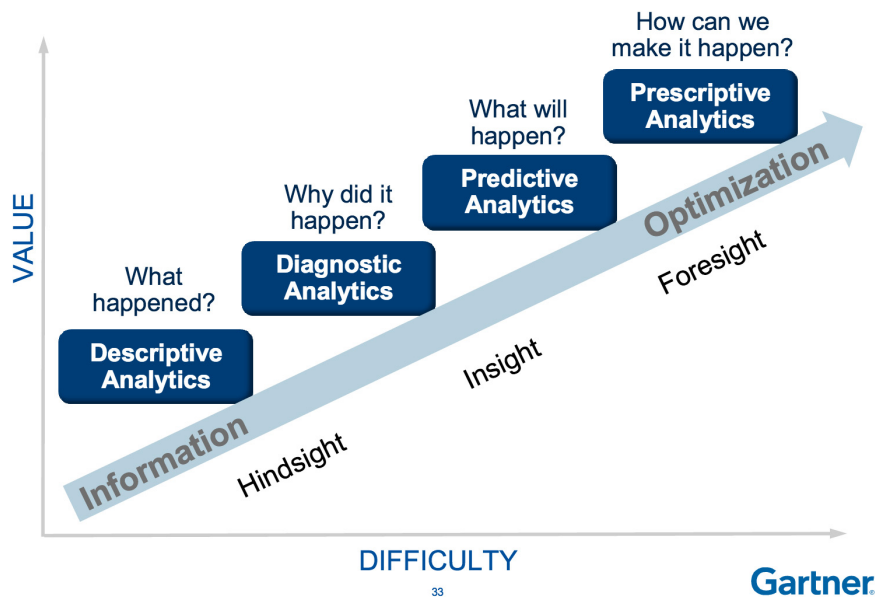 How can we
make it happen?
Prescriptive
Analytics
What will
happen?
Predictive
Analytics
Why did it
happen?
Diagnostic
Analytics
What
happened?
Descriptive
Analytics
Information
Optimization
Hindsight
Insight
Foresight
VALUE
DIFFICULTY
33
Gartner®